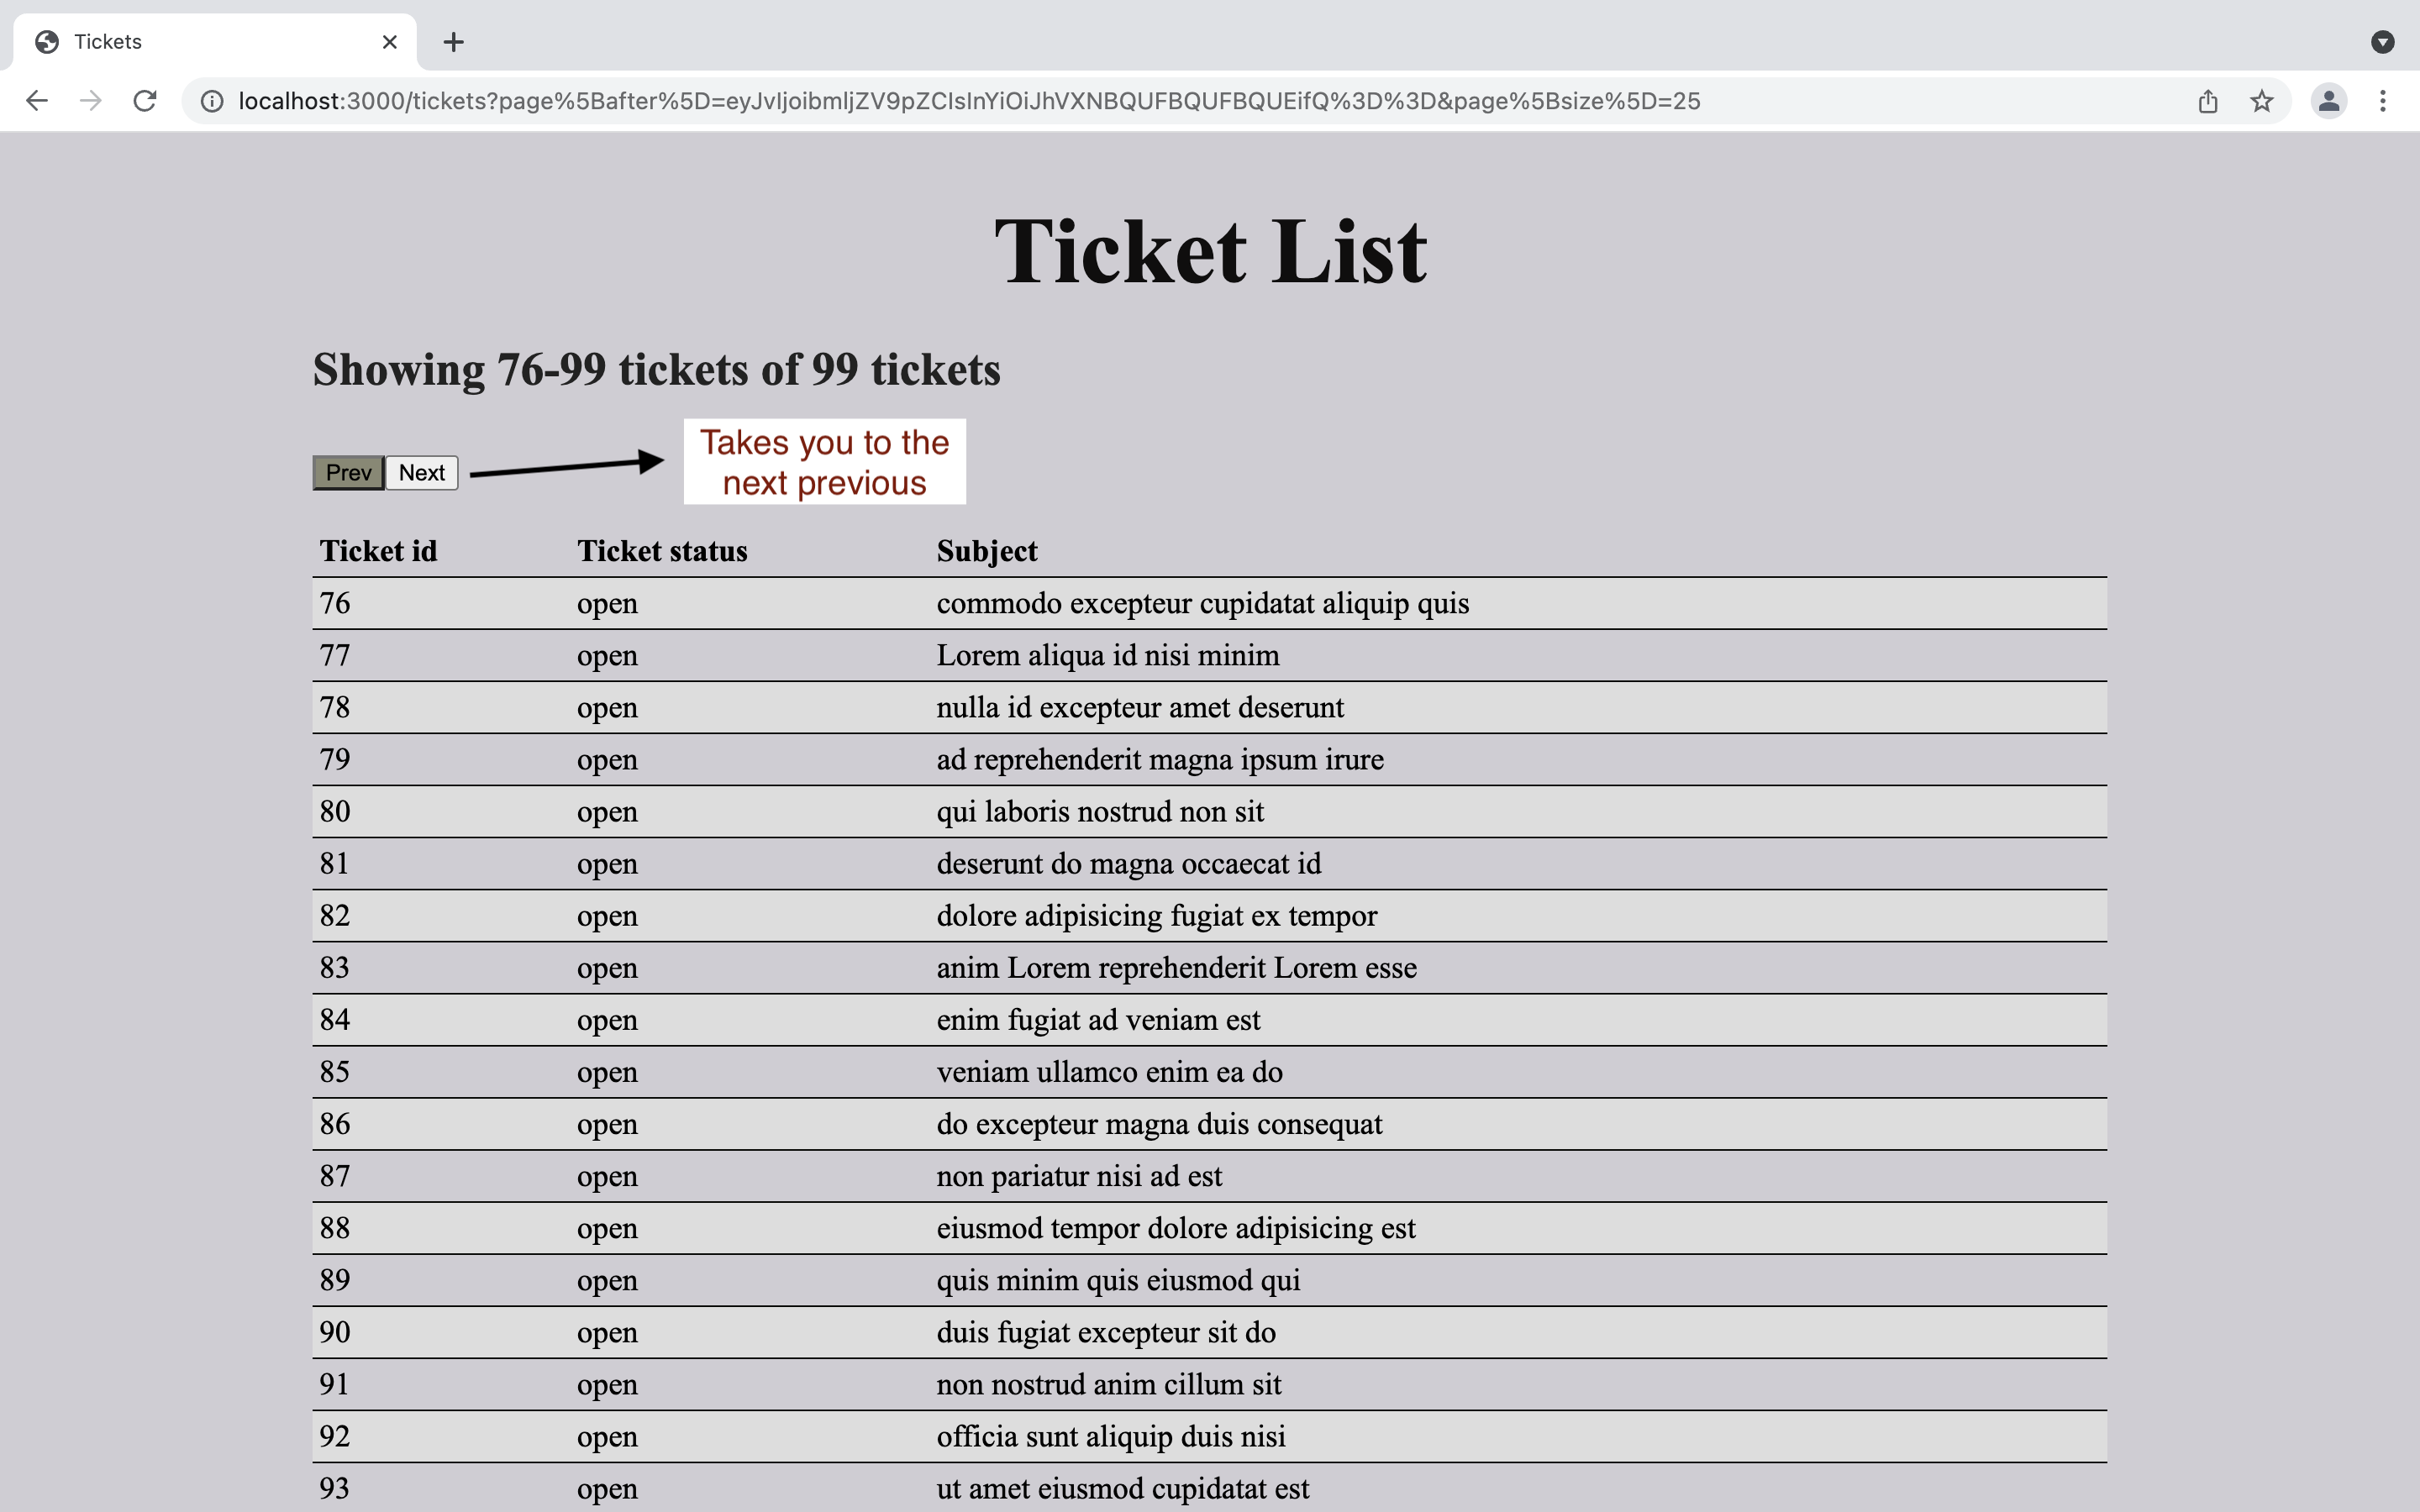 Tickets
localhost:3000/tickets?page%5Bafter%5D=eyJvIjoibmljZV9pZCIsInYiOiJhVXNBQUFBQUFBQUEifQ%3D%3D&page%5Bsize%5D=25
Ticket List
Showing 76-99 tickets of 99 tickets
Takes you to the
next previous
Prev Next
Ticket id Ticket status Subject
76 open commodo excepteur cupidatat aliquip quis
77 open Lorem aliqua id nisi minim
78 open nulla id excepteur amet deserunt
79 open ad reprehenderit magna ipsum irure
80 open qui laboris nostrud non sit
81 open deserunt do magna occaecat id
82 open dolore adipisicing fugiat ex tempor
83 open anim Lorem reprehenderit Lorem esse
84 open enim fugiat ad veniam est
85 open veniam ullamco enim ea do
86 open do excepteur magna duis consequat
87 open non pariatur nisi ad est
88 open eiusmod tempor dolore adipisicing est
89 open quis minim quis eiusmod qui
90 open duis fugiat excepteur sit do
91 open non nostrud anim cillum sit
92 open officia sunt aliquip duis nisi
93 open ut amet eiusmod cupidatat est